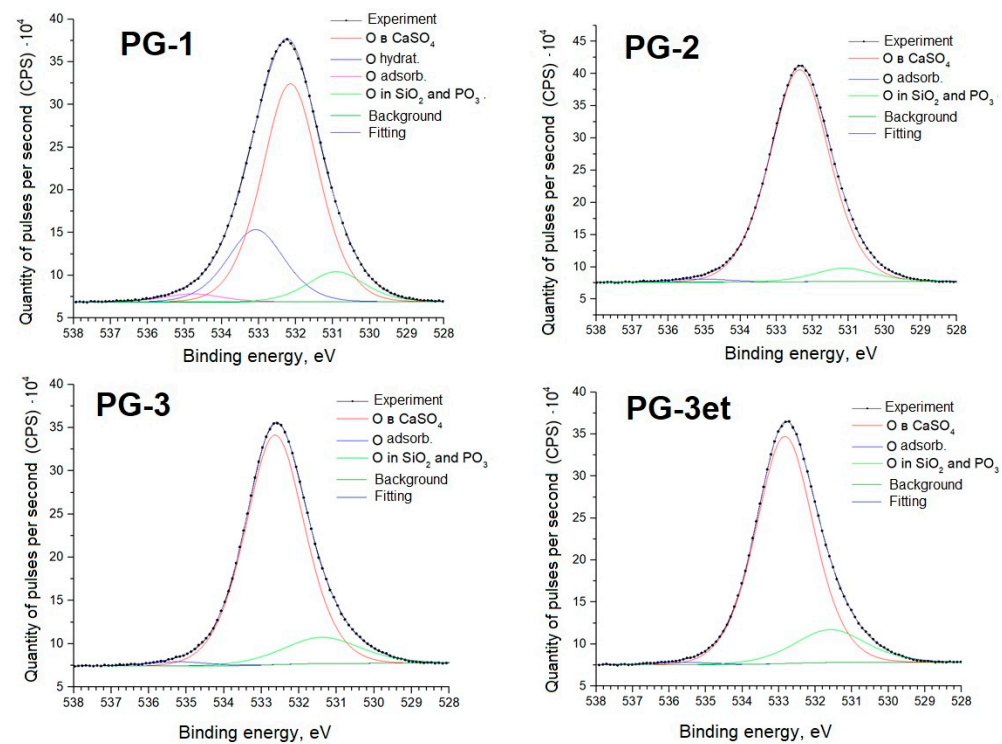 PG-1
Experiment
O в CaSO₄
O hydrat.
O adsorb.
O in SiO₂ and PO₃ .
Background
Fitting
Quantity of pulses per second (CPS) ·10⁴
40
35
30
25
20
15
10
5
538 537 536 535 534 533 532 531 530 529 528
Binding energy, eV
PG-2
Experiment
O в CaSO₄
O adsorb.
O in SiO₂ and PO₃
Background
Fitting
Quantity of pulses per second (CPS) ·10⁴
45
40
35
30
25
20
15
10
5
538 537 536 535 534 533 532 531 530 529 528
Binding energy, eV
PG-3
Experiment
O в CaSO₄
O adsorb.
O in SiO₂ and PO₃
Background
Fitting
Quantity of pulses per second (CPS) ·10⁴
40
35
30
25
20
15
10
5
538 537 536 535 534 533 532 531 530 529 528
Binding energy, eV
PG-3et
Experiment
O в CaSO₄
O adsorb.
O in SiO₂ and PO₃
Background
Fitting
Quantity of pulses per second (CPS) ·10⁴
40
35
30
25
20
15
10
5
538 537 536 535 534 533 532 531 530 529 528
Binding energy, eV